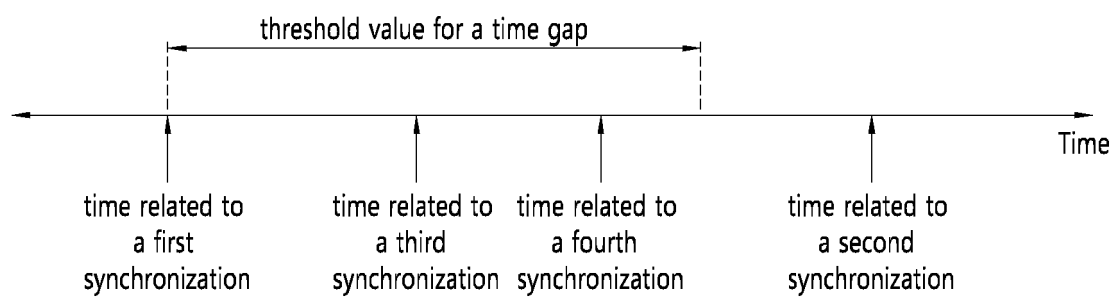 threshold value for a time gap
Time
time related to
a first
synchronization
time related to
a third
synchronization
time related to
a fourth
synchronization
time related to
a second
synchronization